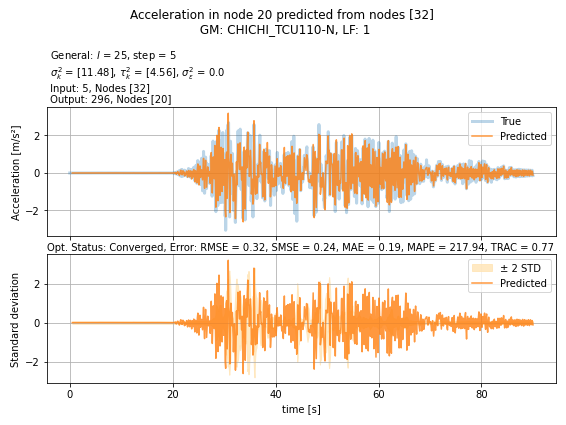 Acceleration in node 20 predicted from nodes [32]
GM: CHICHI_TCU110-N, LF: 1
General: l = 25, step = 5
σ²ₖ = [11.48], τ²ₖ = [4.56], σ²ε = 0.0
Input: 5, Nodes [32]
Output: 296, Nodes [20]
Acceleration [m/s²]
2
0
−2
True
Predicted
Opt. Status: Converged, Error: RMSE = 0.32, SMSE = 0.24, MAE = 0.19, MAPE = 217.94, TRAC = 0.77
Standard deviation
2
0
−2
± 2 STD
Predicted
0 20 40 60 80
time [s]